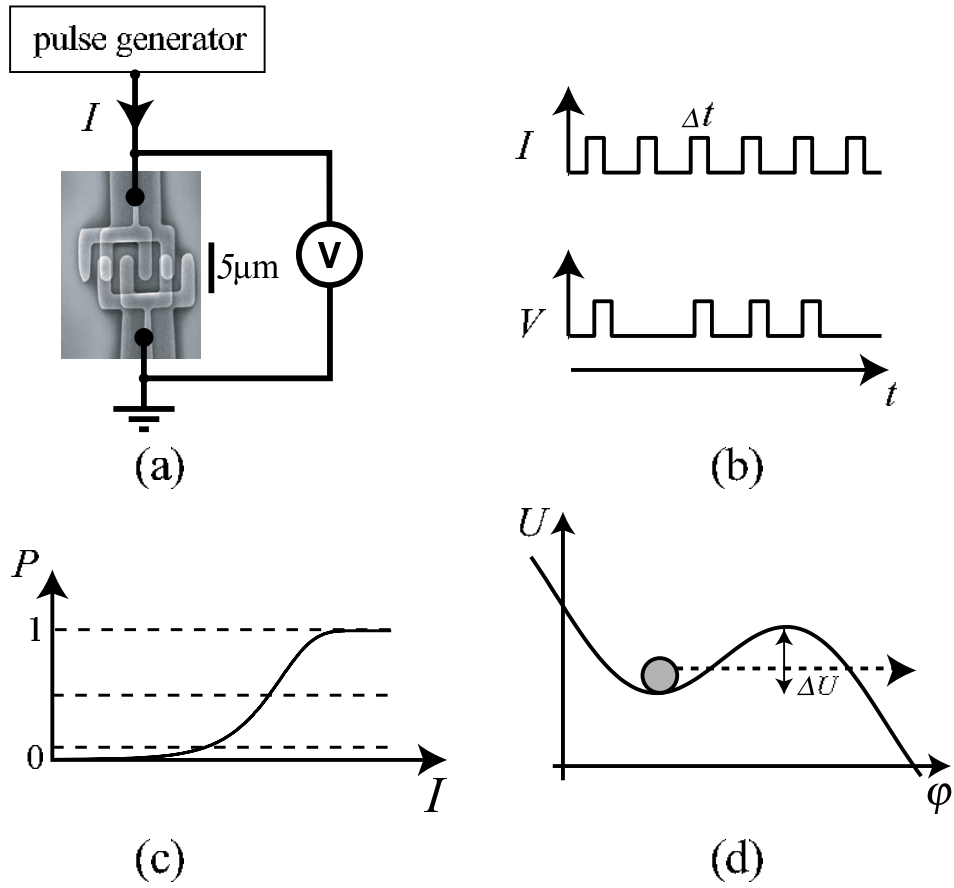 pulse generator
I
V
5μm
(a)
I
Δt
V
t
(b)
P
1
0
I
(c)
U
ΔU
φ
(d)